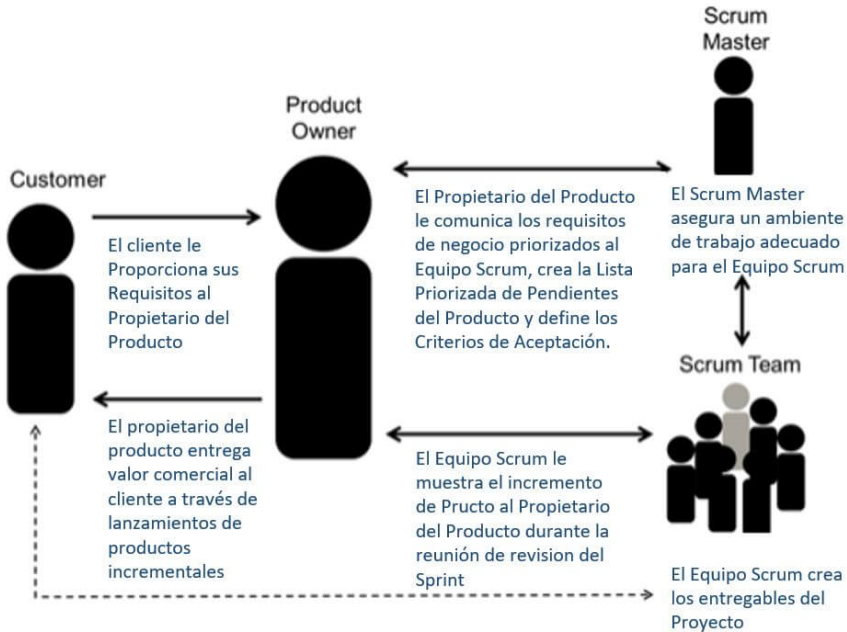 Scrum
Master
Product
Owner
Customer
El cliente le
Proporciona sus
Requisitos al
Propietario del
Producto
El Propietario del Producto
le comunica los requisitos
de negocio priorizados al
Equipo Scrum, crea la Lista
Priorizada de Pendientes
del Producto y define los
Criterios de Aceptación.
El Scrum Master
asegura un ambiente
de trabajo adecuado
para el Equipo Scrum
Scrum Team
El propietario del
producto entrega
valor comercial al
cliente a través de
lanzamientos de
productos
incrementales
El Equipo Scrum le
muestra el incremento
de Pructo al Propietario
del Producto durante la
reunión de revision del
Sprint
El Equipo Scrum crea
los entregables del
Proyecto